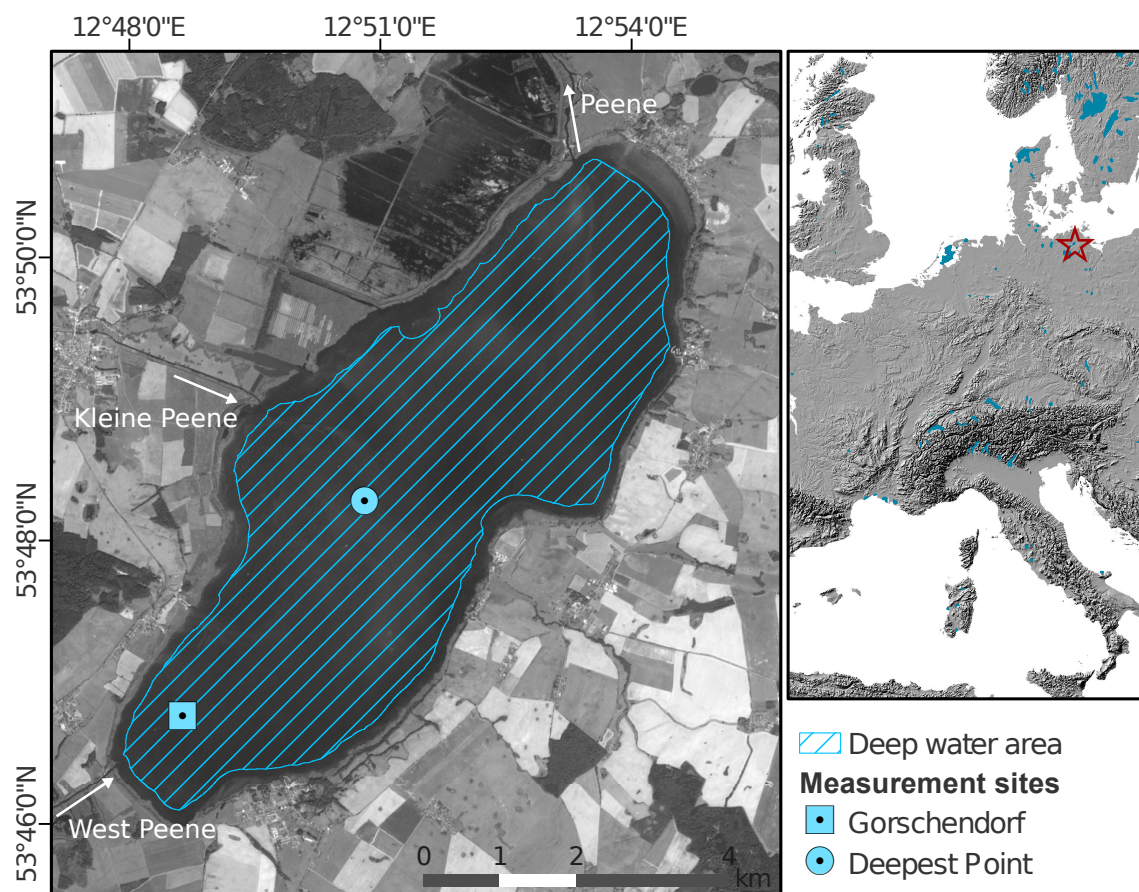 12°48'0"E
12°51'0"E
12°54'0"E
Peene
53°50'0"N
Kleine Peene
53°48'0"N
53°46'0"N
West Peene
0 1 2 4
km
Deep water area
Measurement sites
Gorschendorf
Deepest Point